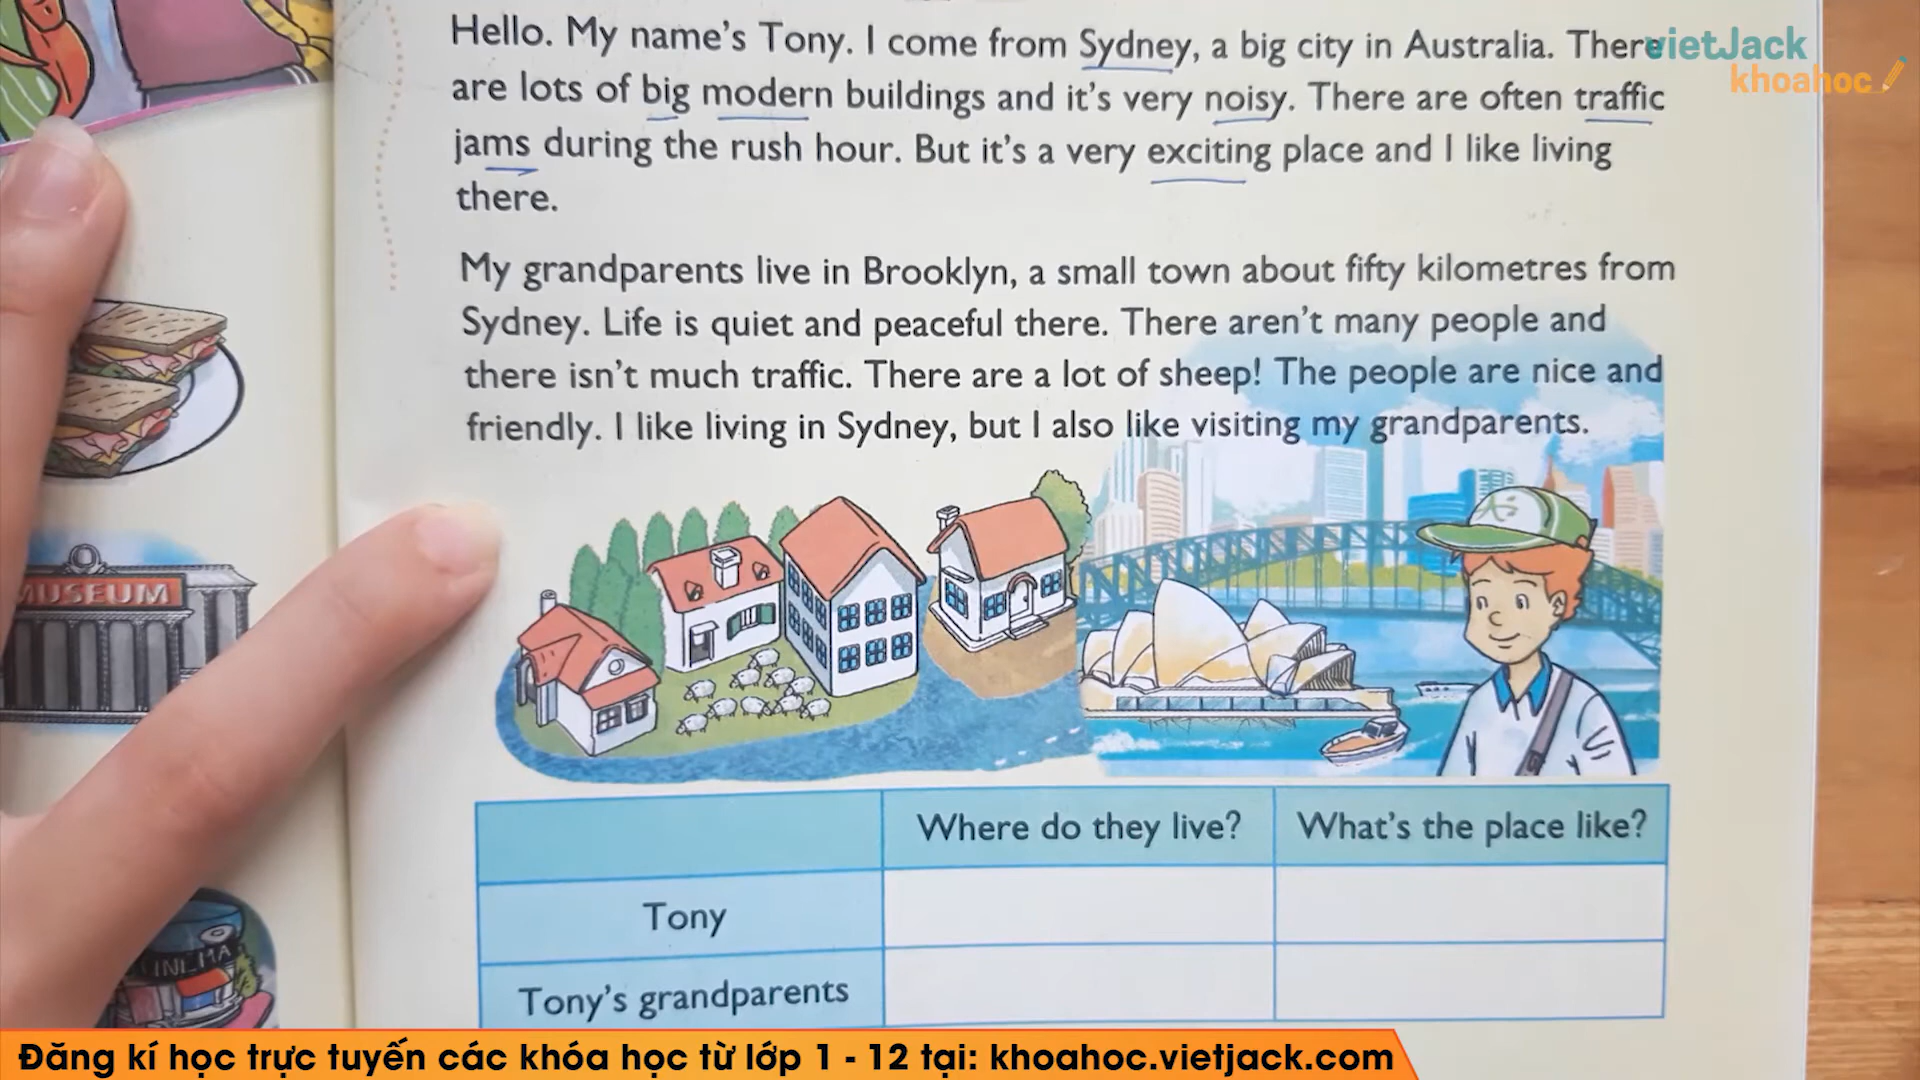 Hello. My name's Tony. I come from Sydney, a big city in Australia. There
are lots of big modern buildings and it's very noisy. There are often traffic
jams during the rush hour. But it's a very exciting place and I like living
there.
My grandparents live in Brooklyn, a small town about fifty kilometres from
Sydney. Life is quiet and peaceful there. There aren't many people and
there isn't much traffic. There are a lot of sheep! The people are nice and
friendly. I like living in Sydney, but I also like visiting my grandparents.
Where do they live? What's the place like?
Tony
Tony's grandparents
MUSEUM
CINEMA
vietJack
khoahoc
Đăng kí học trực tuyến các khóa học từ lớp 1 - 12 tại: khoahoc.vietjack.com